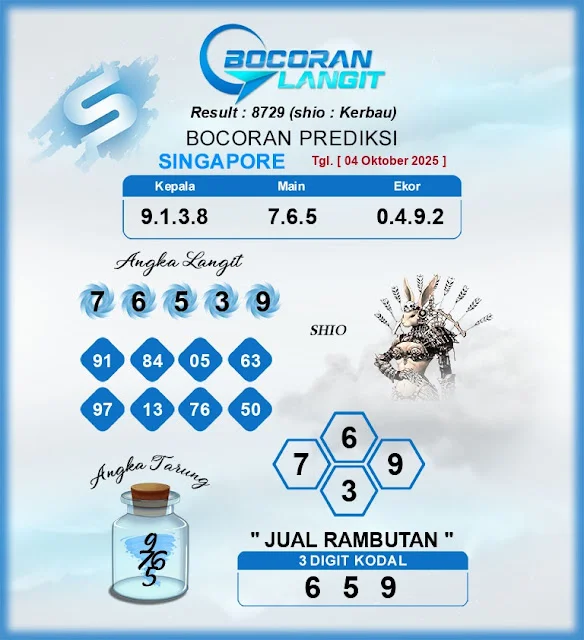 BOCORAN
LANGIT
Result : 8729 (shio : Kerbau)
BOCORAN PREDIKSI
SINGAPORE Tgl. [ 04 Oktober 2025 ]
Kepala Main Ekor
9.1.3.8 7.6.5 0.4.9.2
Angka Langit
7 6 5 3 9
SHIO
91 84 05 63
97 13 76 50
6
7 9
3
Angka Tarung
9
76
5
" JUAL RAMBUTAN "
3 DIGIT KODAL
6 5 9